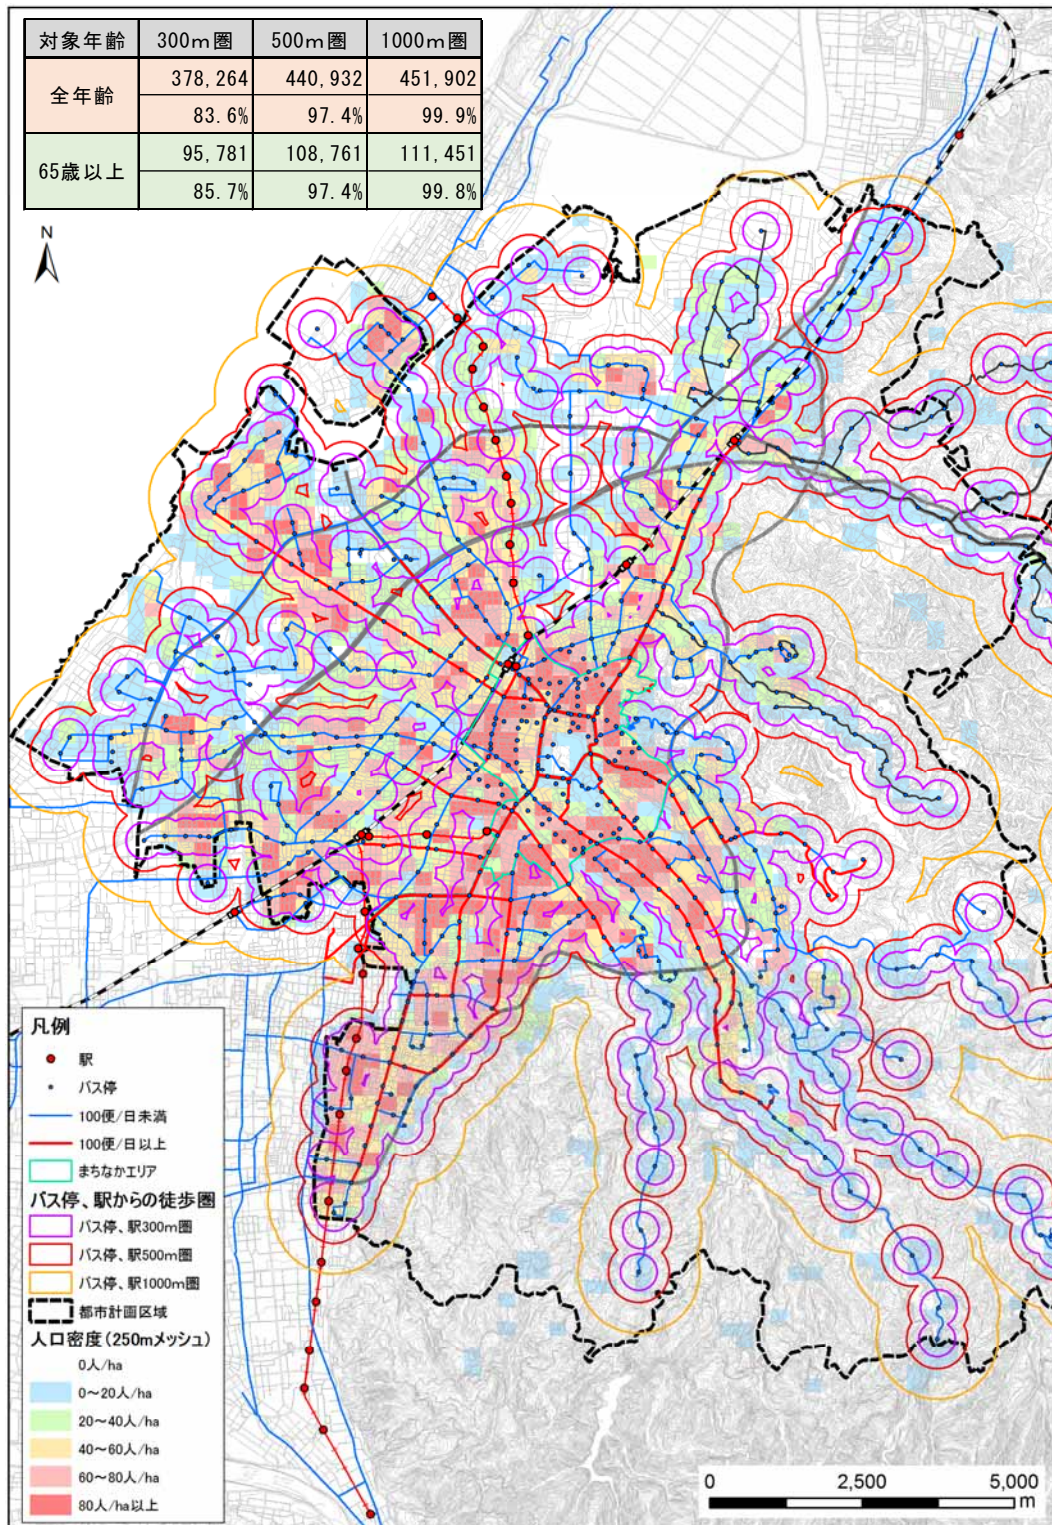 対象年齢 300m圏 500m圏 1000m圏
全年齢 378,264 440,932 451,902
83.6% 97.4% 99.9%
65歳以上 95,781 108,761 111,451
85.7% 97.4% 99.8%
N
凡例
駅
バス停
100便/日未満
100便/日以上
まちなかエリア
バス停、駅からの徒歩圏
バス停、駅300m圏
バス停、駅500m圏
バス停、駅1000m圏
都市計画区域
人口密度(250mメッシュ)
0人/ha
0～20人/ha
20～40人/ha
40～60人/ha
60～80人/ha
80人/ha以上
0 2,500 5,000
m